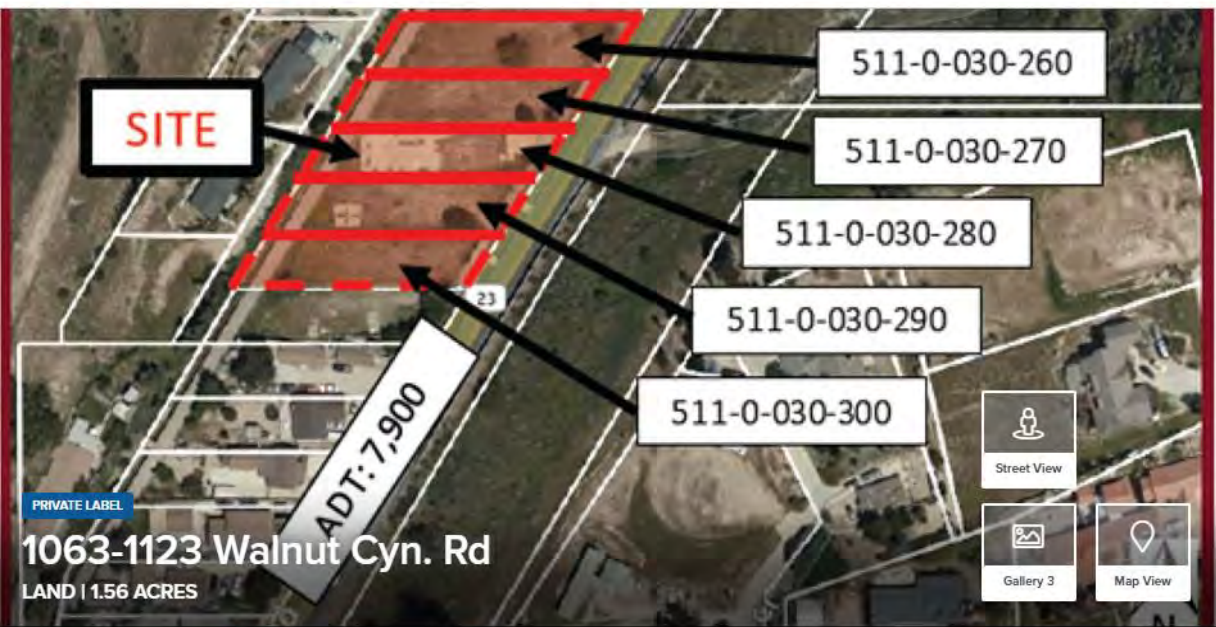 511-0-030-260
SITE
511-0-030-270
511-0-030-280
23
511-0-030-290
ADT: 7,900
511-0-030-300
Street View
PRIVATE LABEL
1063-1123 Walnut Cyn. Rd
LAND | 1.56 ACRES
Gallery 3
Map View
N